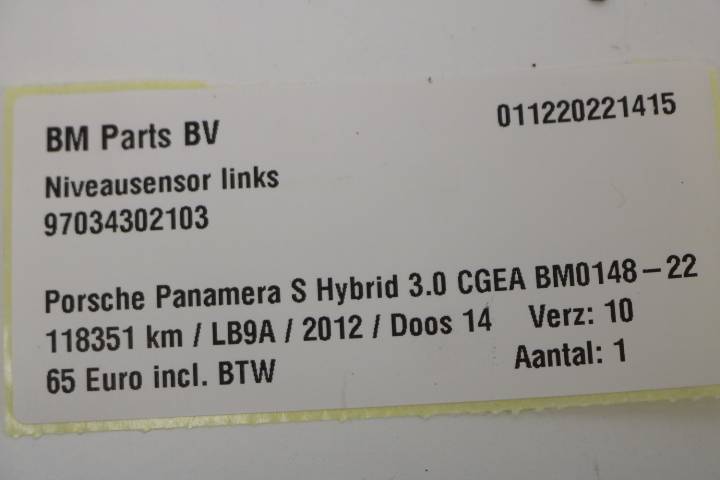 BM Parts BV 011220221415
Niveausensor links
97034302103
Porsche Panamera S Hybrid 3.0 CGEA BM0148-22
118351 km / LB9A / 2012 / Doos 14 Verz: 10
65 Euro incl. BTW Aantal: 1